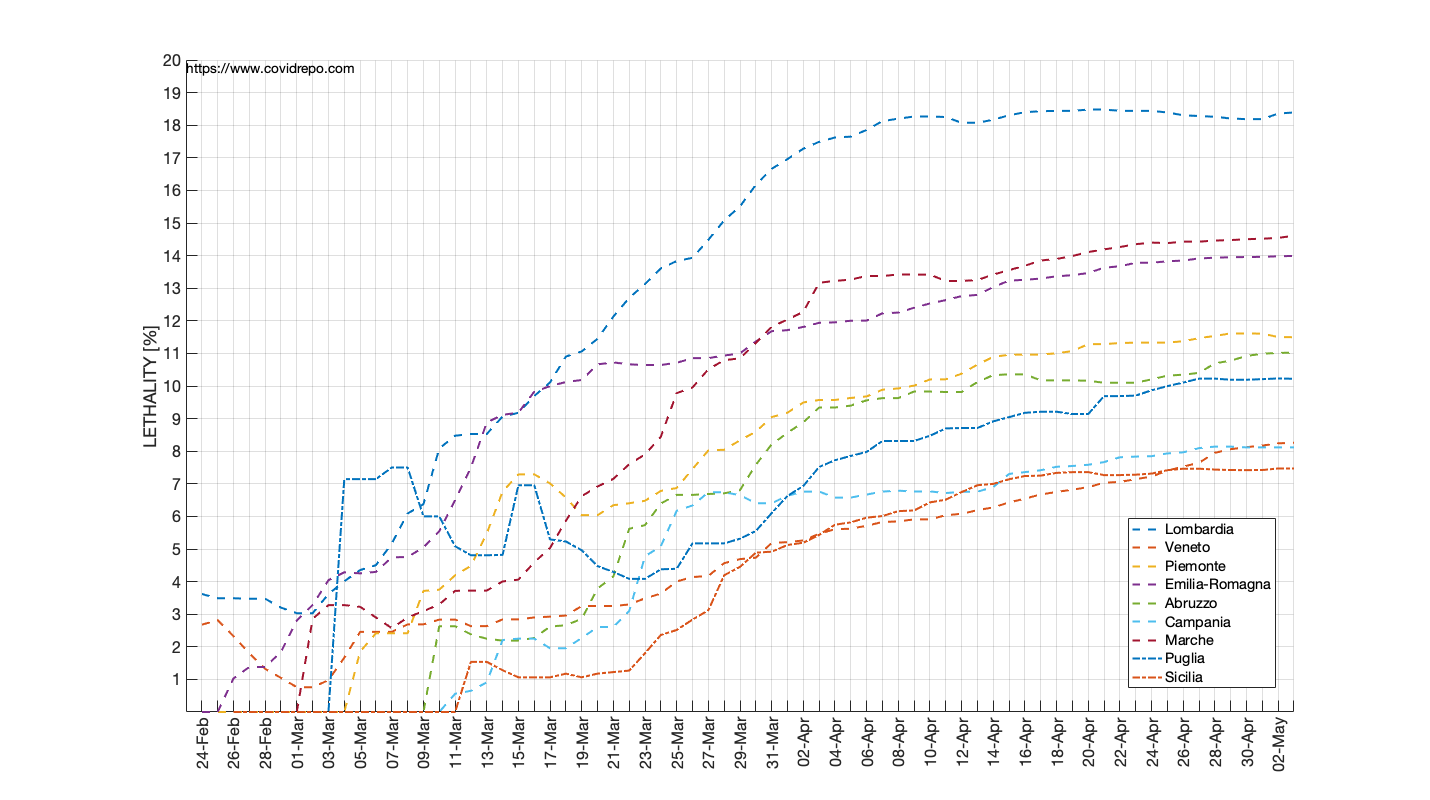 https://www.covidrepo.com
20
19
18
17
16
15
14
13
12
11
10
9
8
7
6
5
4
3
2
1
LETHALITY [%]
Lombardia
Veneto
Piemonte
Emilia-Romagna
Abruzzo
Campania
Marche
Puglia
Sicilia
24-Feb
26-Feb
28-Feb
01-Mar
03-Mar
05-Mar
07-Mar
09-Mar
11-Mar
13-Mar
15-Mar
17-Mar
19-Mar
21-Mar
23-Mar
25-Mar
27-Mar
29-Mar
31-Mar
02-Apr
04-Apr
06-Apr
08-Apr
10-Apr
12-Apr
14-Apr
16-Apr
18-Apr
20-Apr
22-Apr
24-Apr
26-Apr
28-Apr
30-Apr
02-May